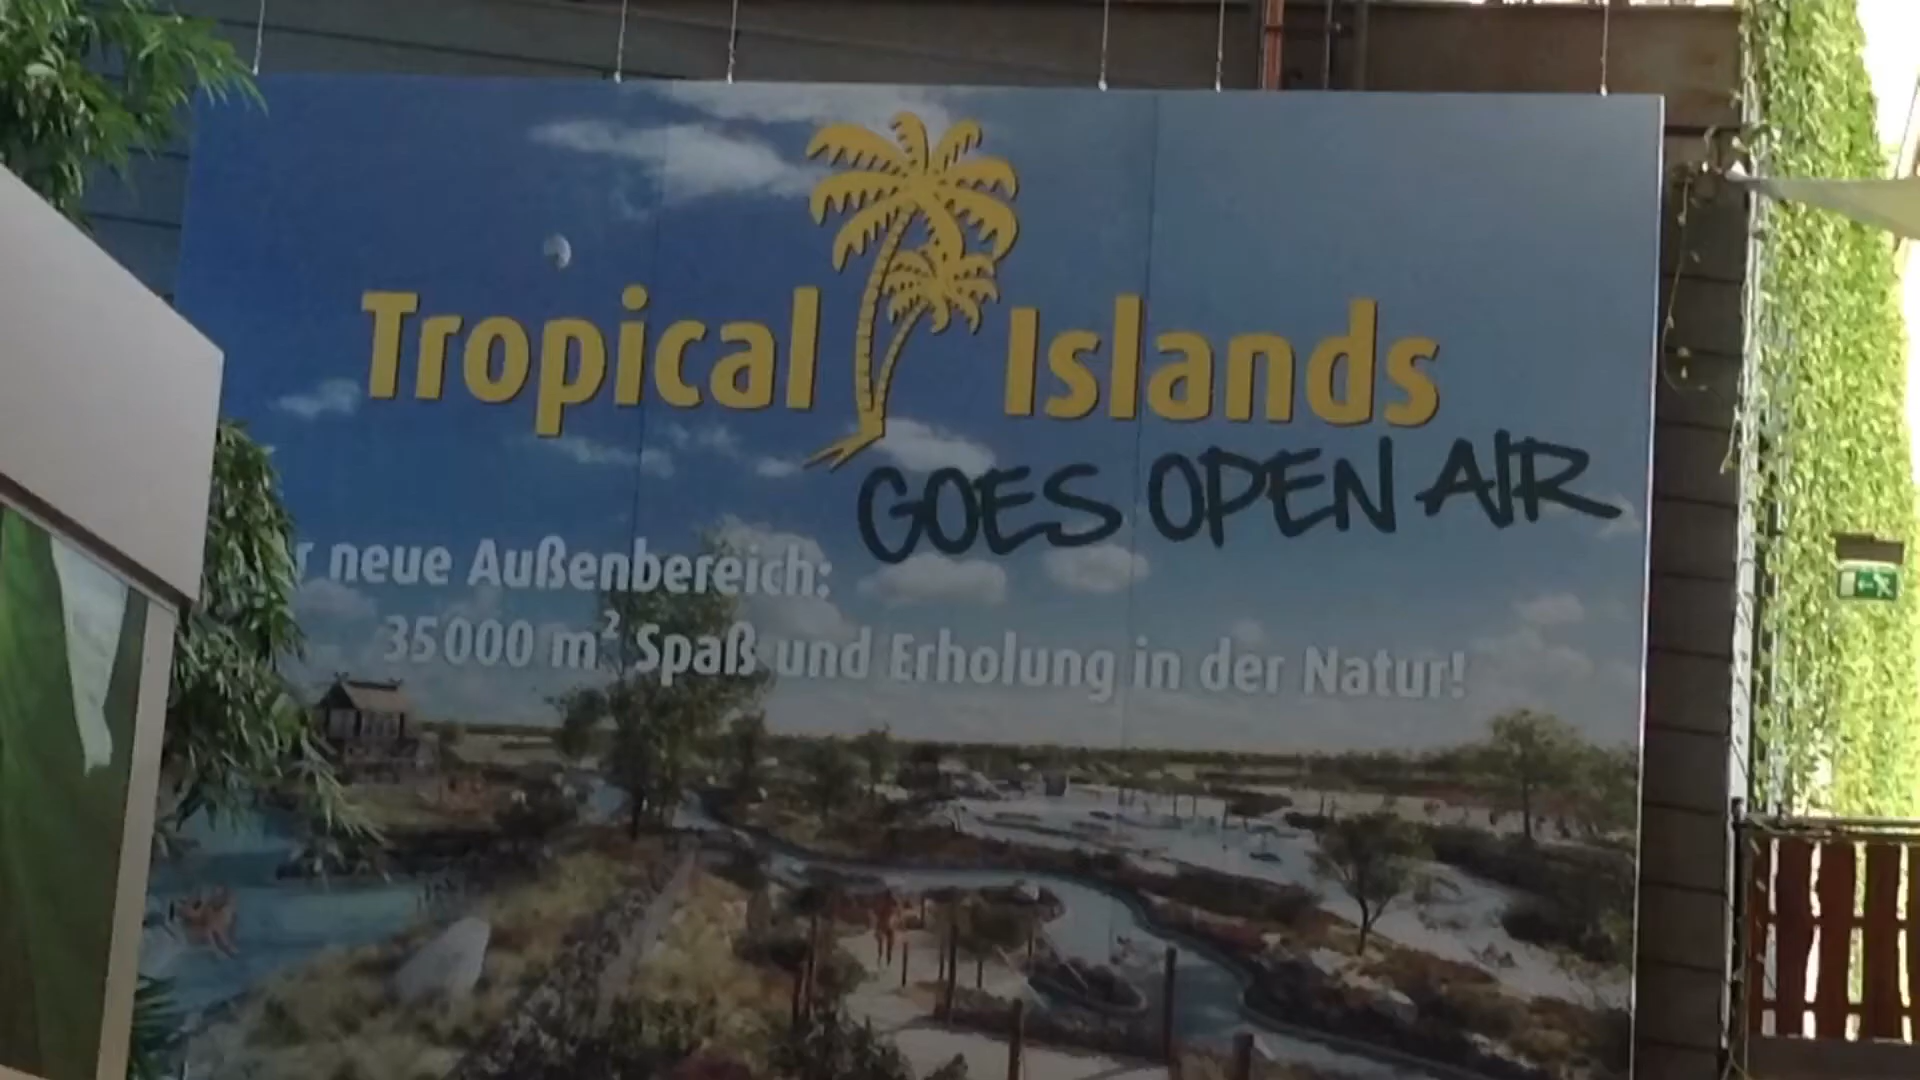 Tropical Islands
GOES OPEN AIR
r neue Außenbereich:
35000 m² Spaß und Erholung in der Natur!